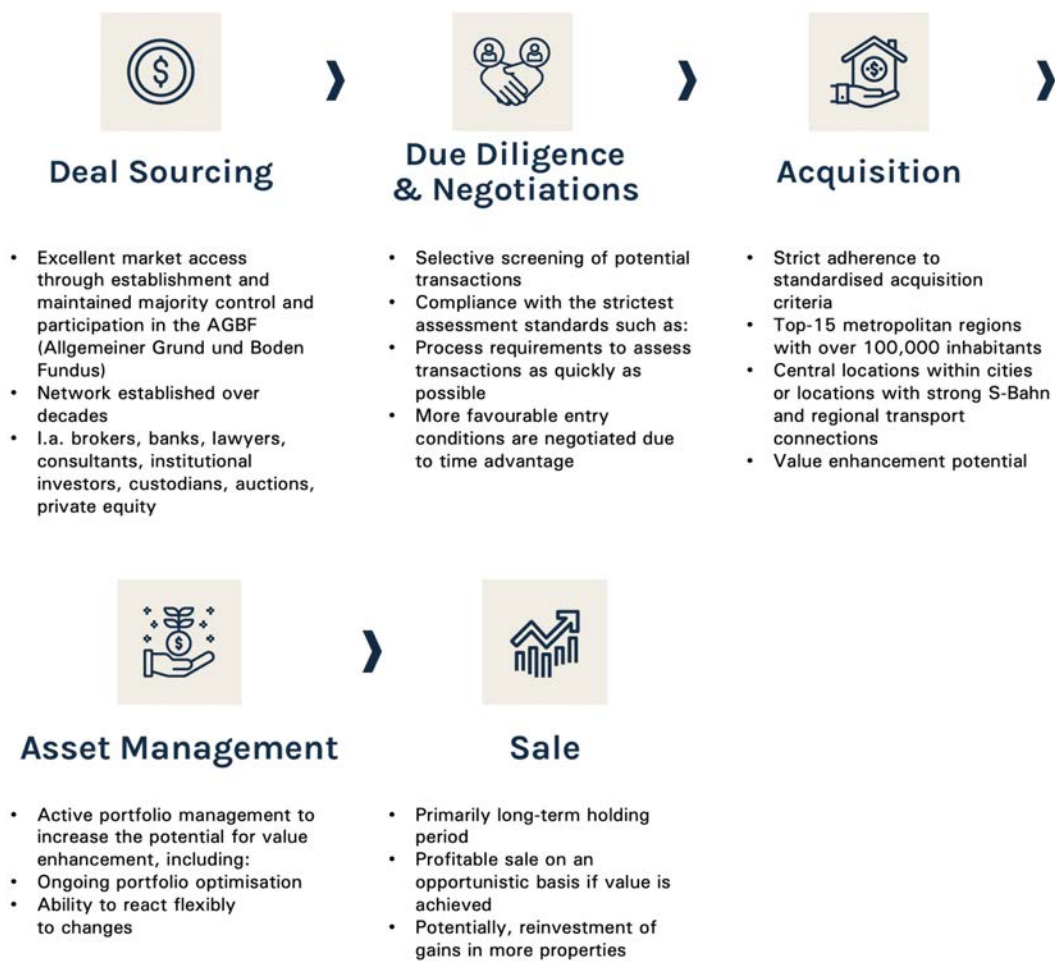 Deal Sourcing
• Excellent market access
through establishment and
maintained majority control and
participation in the AGBF
(Allgemeiner Grund und Boden
Fundus)
• Network established over
decades
• I.a. brokers, banks, lawyers,
consultants, institutional
investors, custodians, auctions,
private equity
Due Diligence
& Negotiations
• Selective screening of potential
transactions
• Compliance with the strictest
assessment standards such as:
• Process requirements to assess
transactions as quickly as
possible
• More favourable entry
conditions are negotiated due
to time advantage
Acquisition
• Strict adherence to
standardised acquisition
criteria
• Top-15 metropolitan regions
with over 100,000 inhabitants
• Central locations within cities
or locations with strong S-Bahn
and regional transport
connections
• Value enhancement potential
Asset Management
• Active portfolio management to
increase the potential for value
enhancement, including:
• Ongoing portfolio optimisation
• Ability to react flexibly
to changes
Sale
• Primarily long-term holding
period
• Profitable sale on an
opportunistic basis if value is
achieved
• Potentially, reinvestment of
gains in more properties